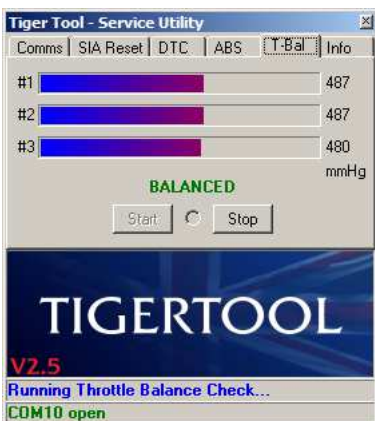 Tiger Tool - Service Utility
Comms SIA Reset DTC ABS T-Bal Info
#1 487
#2 487
#3 480
mmHg
BALANCED
Start Stop
TIGERTOOL
V2.5
Running Throttle Balance Check...
COM10 open